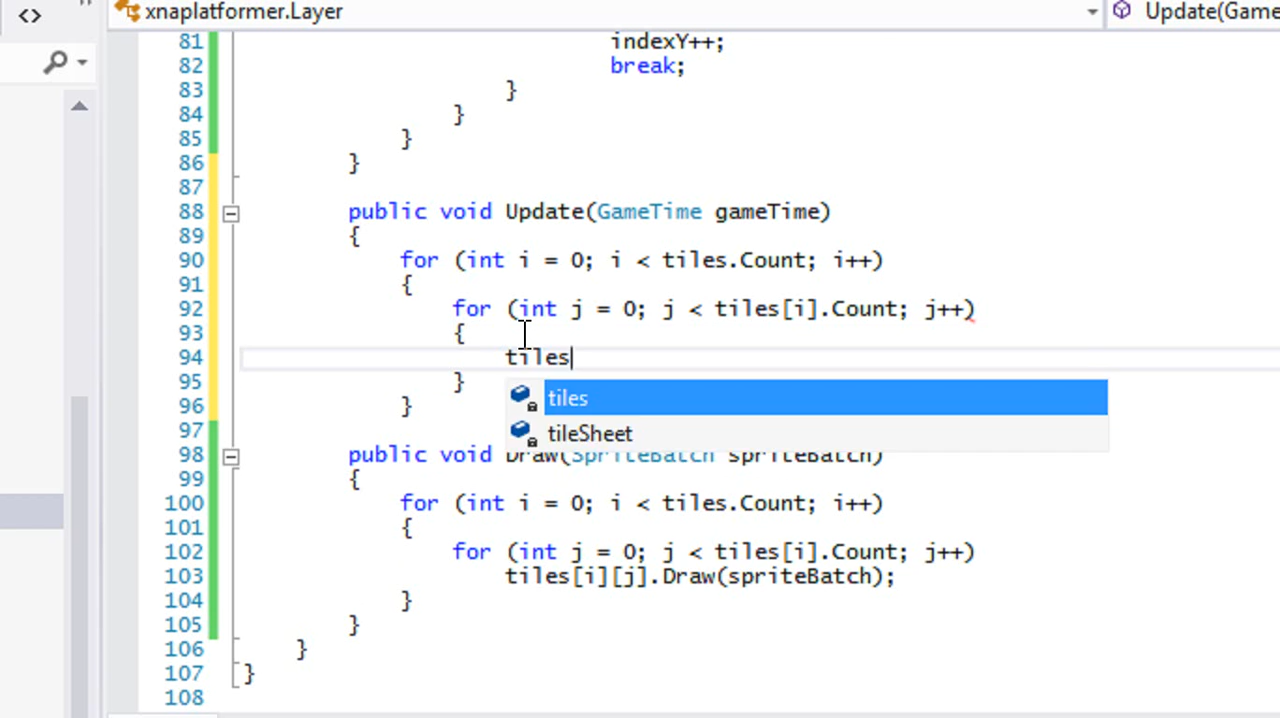 xnaplatformer.Layer
Update(Game
81 indexY++;
82 break;
83 }
84 }
85 }
86 }
87
88 public void Update(GameTime gameTime)
89 {
90 for (int i = 0; i < tiles.Count; i++)
91 {
92 for (int j = 0; j < tiles[i].Count; j++)
93 {
94 tiles
95 }
tiles
96 }
tileSheet
97
98 public void Draw(SpriteBatch spriteBatch)
99 {
100 for (int i = 0; i < tiles.Count; i++)
101 {
102 for (int j = 0; j < tiles[i].Count; j++)
103 tiles[i][j].Draw(spriteBatch);
104 }
105 }
106 }
107 }
108